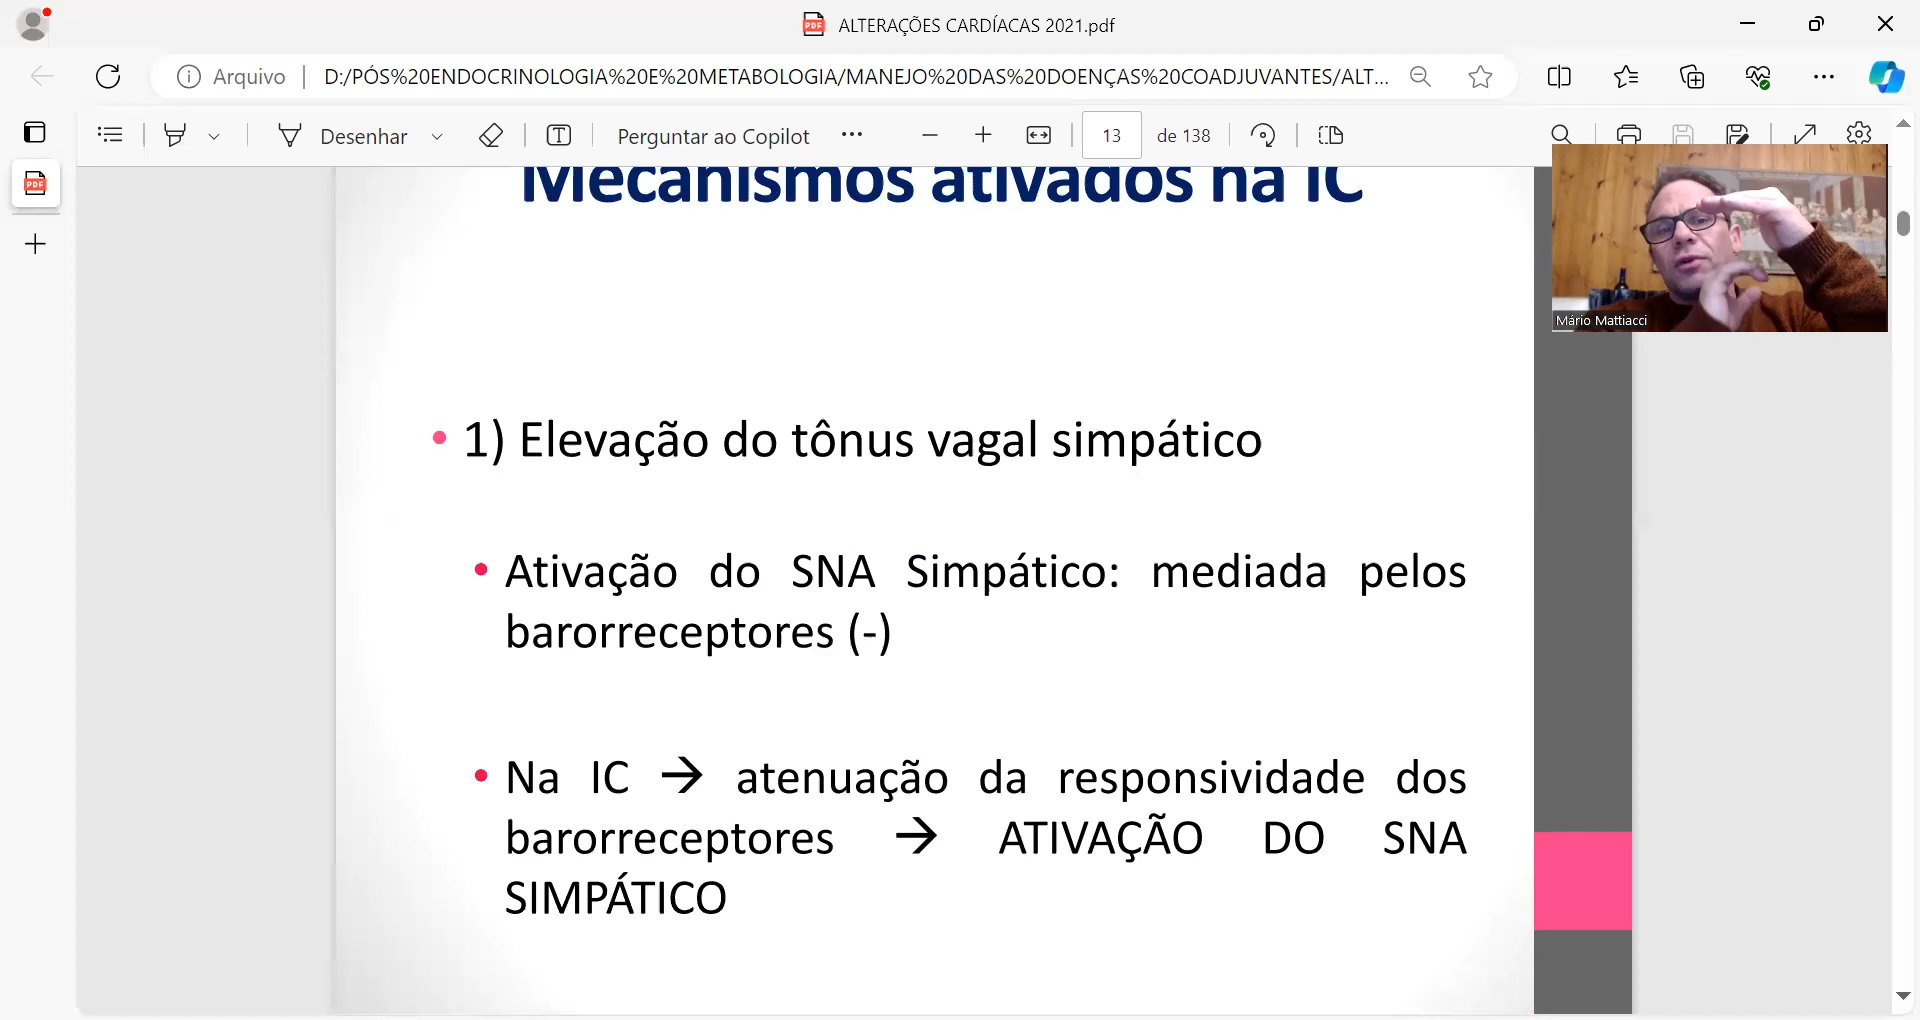 ALTERAÇÕES CARDÍACAS 2021.pdf
Arquivo
D:/PÓS%20ENDOCRINOLOGIA%20E%20METABOLOGIA/MANEJO%20DAS%20DOENÇAS%20COADJUVANTES/ALT...
Desenhar
Perguntar ao Copilot
13
de 138
PDF
Mecanismos ativados na IC
Mário Mattiacci
• 1) Elevação do tônus vagal simpático
• Ativação do SNA Simpático: mediada pelos
barorreceptores (-)
• Na IC → atenuação da responsividade dos
barorreceptores → ATIVAÇÃO DO SNA
SIMPÁTICO